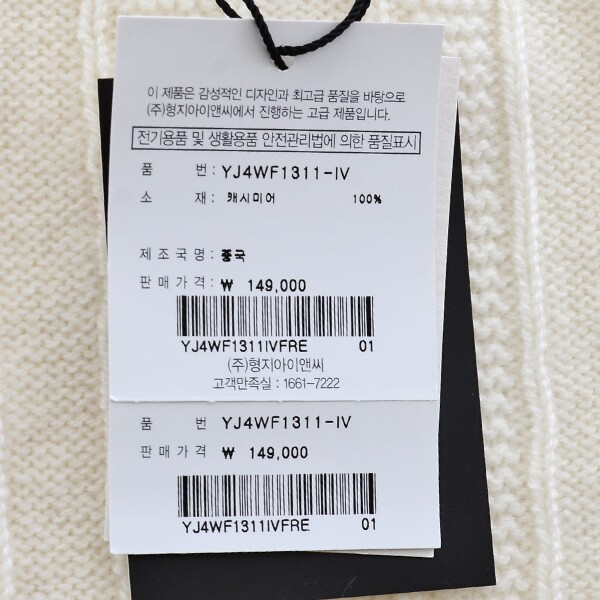 이 제품은 감성적인 디자인과 최고급 품질을 바탕으로
(주)형지아이앤씨에서 진행하는 고급 제품입니다.
전기용품 및 생활용품 안전관리법에 의한 품질표시
품 번: YJ4WF1311-IV
소 재: 캐시미어 100%
제조국명: 중국
판매가격: ₩ 149,000
YJ4WF1311IVFRE 01
(주)형지아이앤씨
고객만족실 : 1661-7222
품 번 YJ4WF1311-IV
판매가격 ₩ 149,000
YJ4WF1311IVFRE 01